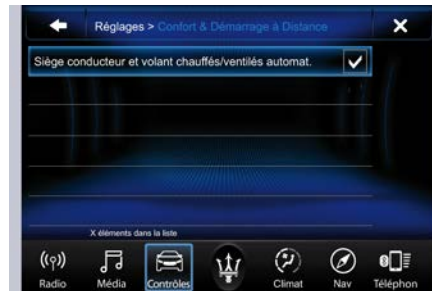 Réglages > Confort & Démarrage à Distance
Siège conducteur et volant chauffés/ventilés automat.
X éléments dans la liste
Radio Média Contrôles Climat Nav Téléphon